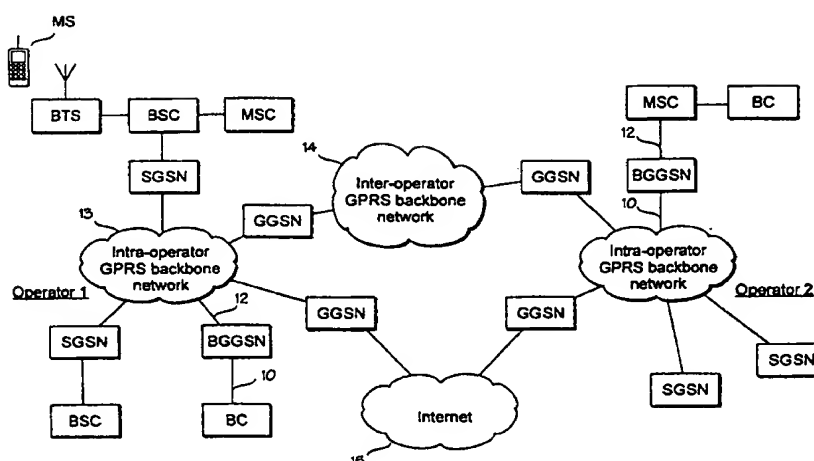 MS
BTS
BSC
MSC
MSC
BC
12
14
SGSN
Inter-operator
GPRS backbone
network
GGSN
BGGSN
10
13
GGSN
Intra-operator
GPRS backbone
network
Intra-operator
GPRS backbone
network
Operator 1
Operator 2
12
GGSN
GGSN
SGSN
BGGSN
SGSN
SGSN
10
BSC
BC
Internet